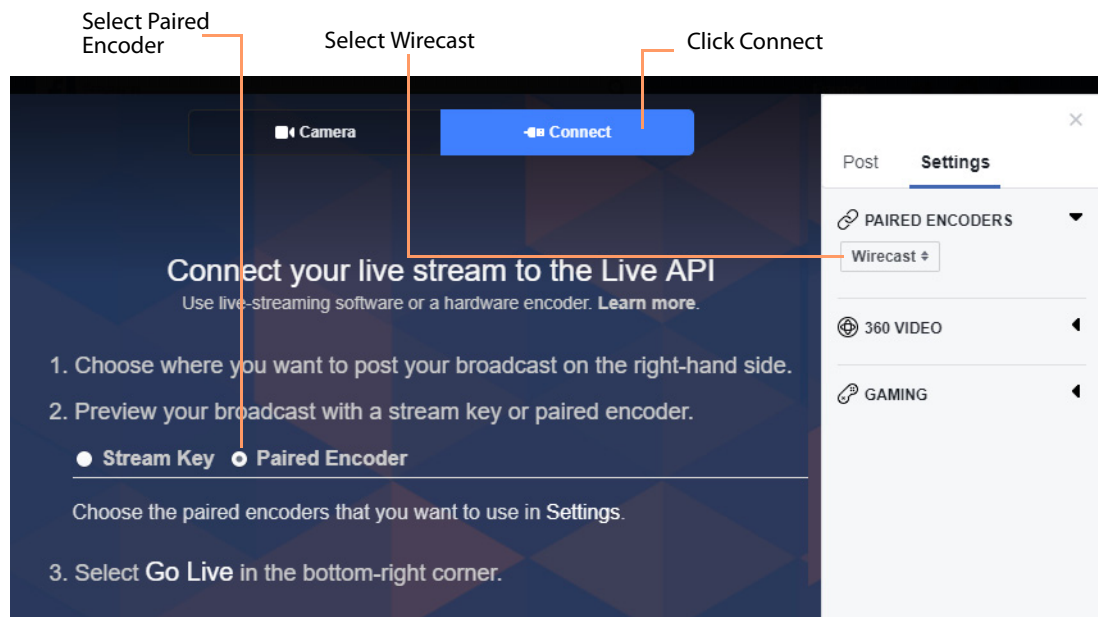 Select Paired
Encoder
Select Wirecast
Click Connect
Camera
Connect
×
Post Settings
PAIRED ENCODERS
Wirecast
360 VIDEO
GAMING
Connect your live stream to the Live API
Use live-streaming software or a hardware encoder. Learn more.
1. Choose where you want to post your broadcast on the right-hand side.
2. Preview your broadcast with a stream key or paired encoder.
Stream Key Paired Encoder
Choose the paired encoders that you want to use in Settings.
3. Select Go Live in the bottom-right corner.